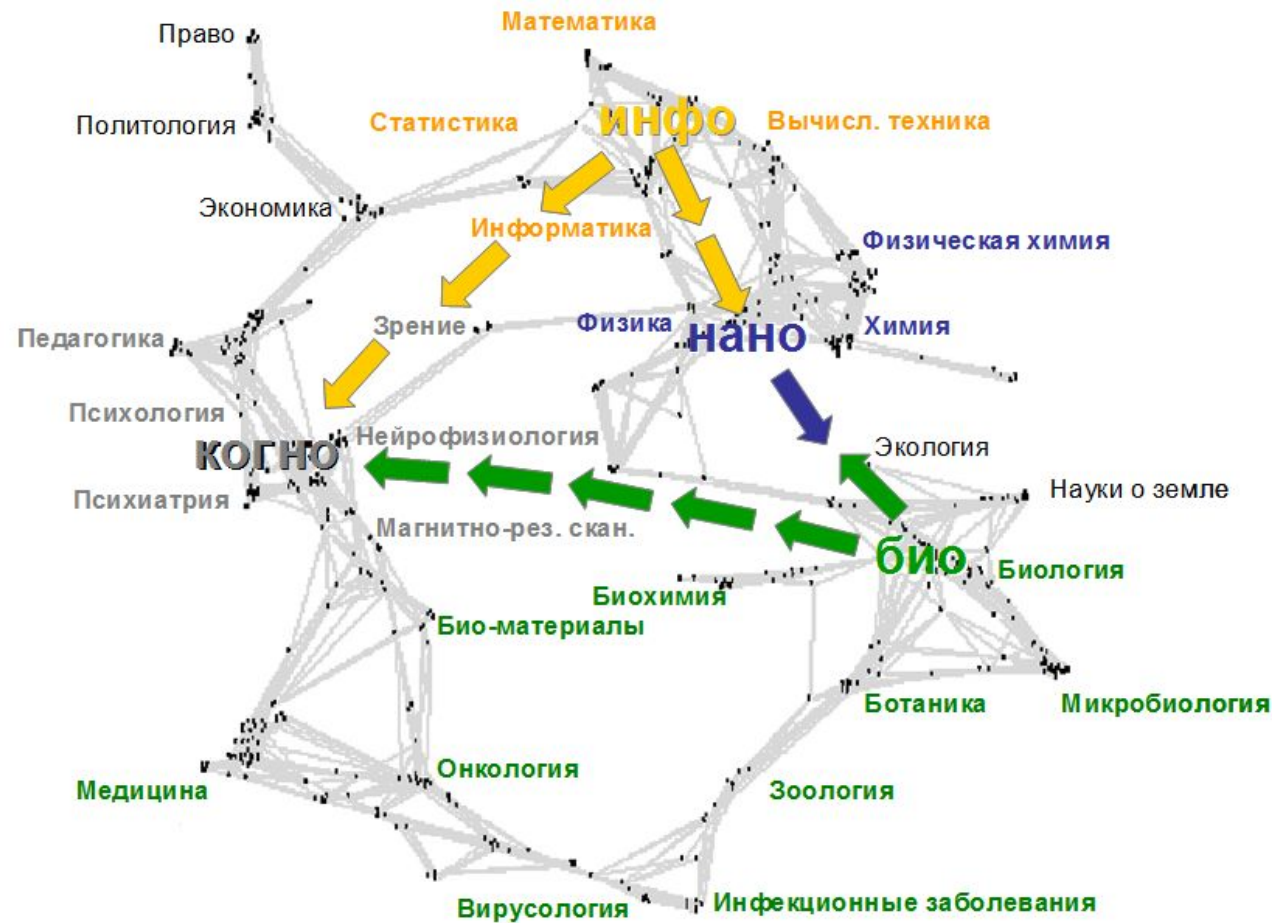 Математика
Право
Политология
Статистика
инфо
Вычисл. техника
Экономика
Информатика
Физическая химия
Педагогика
Зрение
Физика
нано
Химия
Психология
когно
Нейрофизиология
Экология
Психиатрия
Науки о земле
Магнитно-рез. скан.
био
Биология
Биохимия
Био-материалы
Ботаника
Микробиология
Медицина
Онкология
Зоология
Вирусология
Инфекционные заболевания